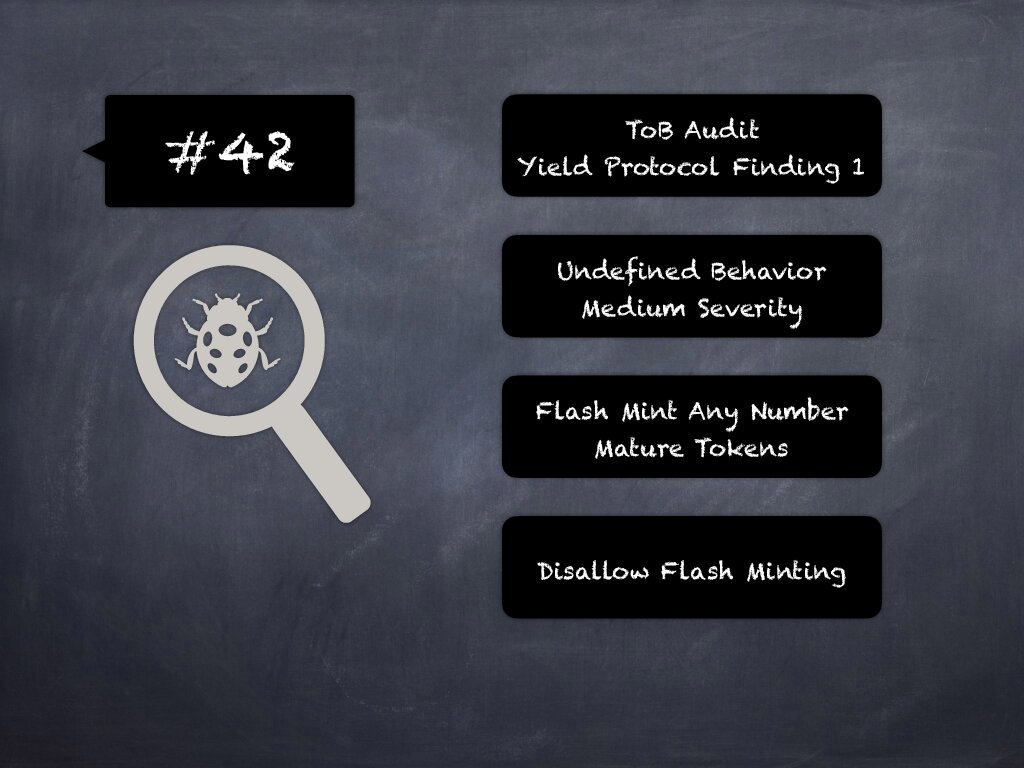 #42
ToB Audit
Yield Protocol Finding 1
Undefined Behavior
Medium Severity
Flash Mint Any Number
Mature Tokens
Disallow Flash Minting